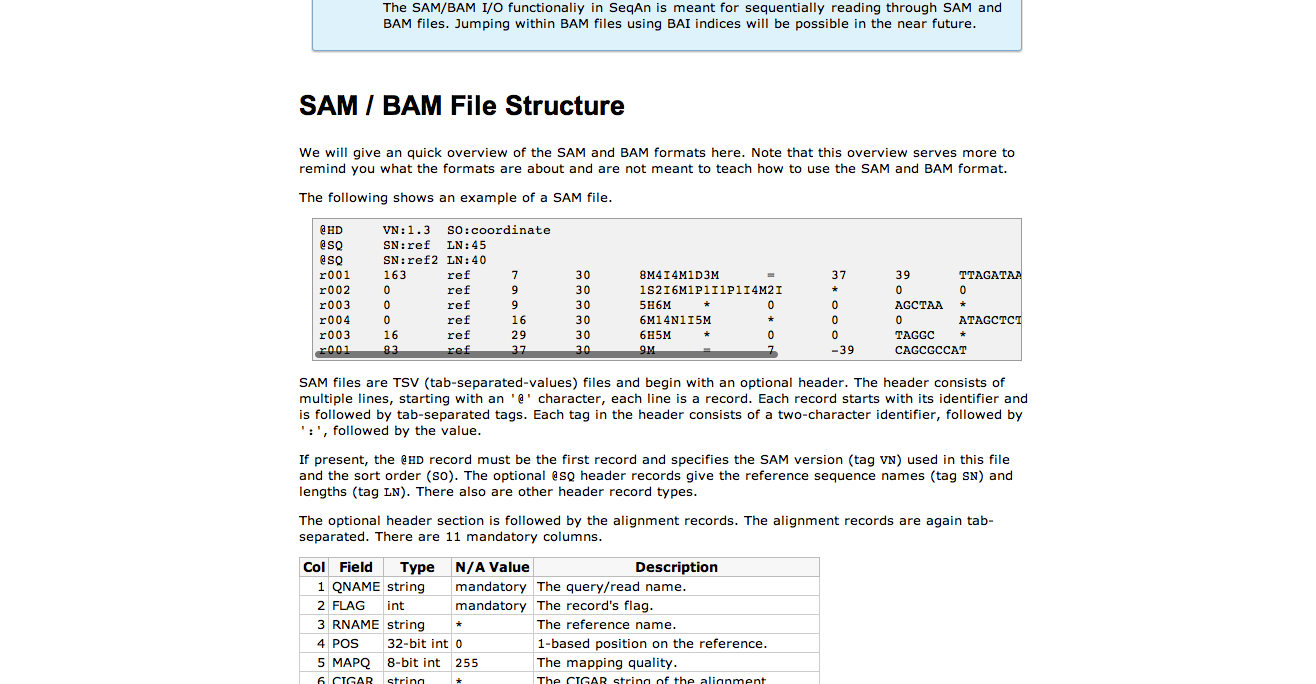 The SAM/BAM I/O functionaliy in SeqAn is meant for sequentially reading through SAM and
BAM files. Jumping within BAM files using BAI indices will be possible in the near future.
SAM / BAM File Structure
We will give an quick overview of the SAM and BAM formats here. Note that this overview serves more to
remind you what the formats are about and are not meant to teach how to use the SAM and BAM format.
The following shows an example of a SAM file.
@HD VN:1.3 SO:coordinate
@SQ SN:ref LN:45
@SQ SN:ref2 LN:40
r001 163 ref 7 30 8M4I4M1D3M = 37 39 TTAGATAA
r002 0 ref 9 30 1S2I6M1P1I1P1I4M2I * 0 0
r003 0 ref 9 30 5H6M * 0 0 AGCTAA *
r004 0 ref 16 30 6M14N1I5M * 0 0 ATAGCTCT
r003 16 ref 29 30 6H5M * 0 0 TAGGC *
r001 83 ref 37 30 9M = 7 -39 CAGCGCCAT
SAM files are TSV (tab-separated-values) files and begin with an optional header. The header consists of
multiple lines, starting with an '@' character, each line is a record. Each record starts with its identifier and
is followed by tab-separated tags. Each tag in the header consists of a two-character identifier, followed by
':', followed by the value.
If present, the @HD record must be the first record and specifies the SAM version (tag VN) used in this file
and the sort order (SO). The optional @SQ header records give the reference sequence names (tag SN) and
lengths (tag LN). There also are other header record types.
The optional header section is followed by the alignment records. The alignment records are again tab-
separated. There are 11 mandatory columns.
Col Field Type N/A Value Description
1 QNAME string mandatory The query/read name.
2 FLAG int mandatory The record's flag.
3 RNAME string * The reference name.
4 POS 32-bit int 0 1-based position on the reference.
5 MAPQ 8-bit int 255 The mapping quality.
6 CIGAR string * The CIGAR string of the alignment